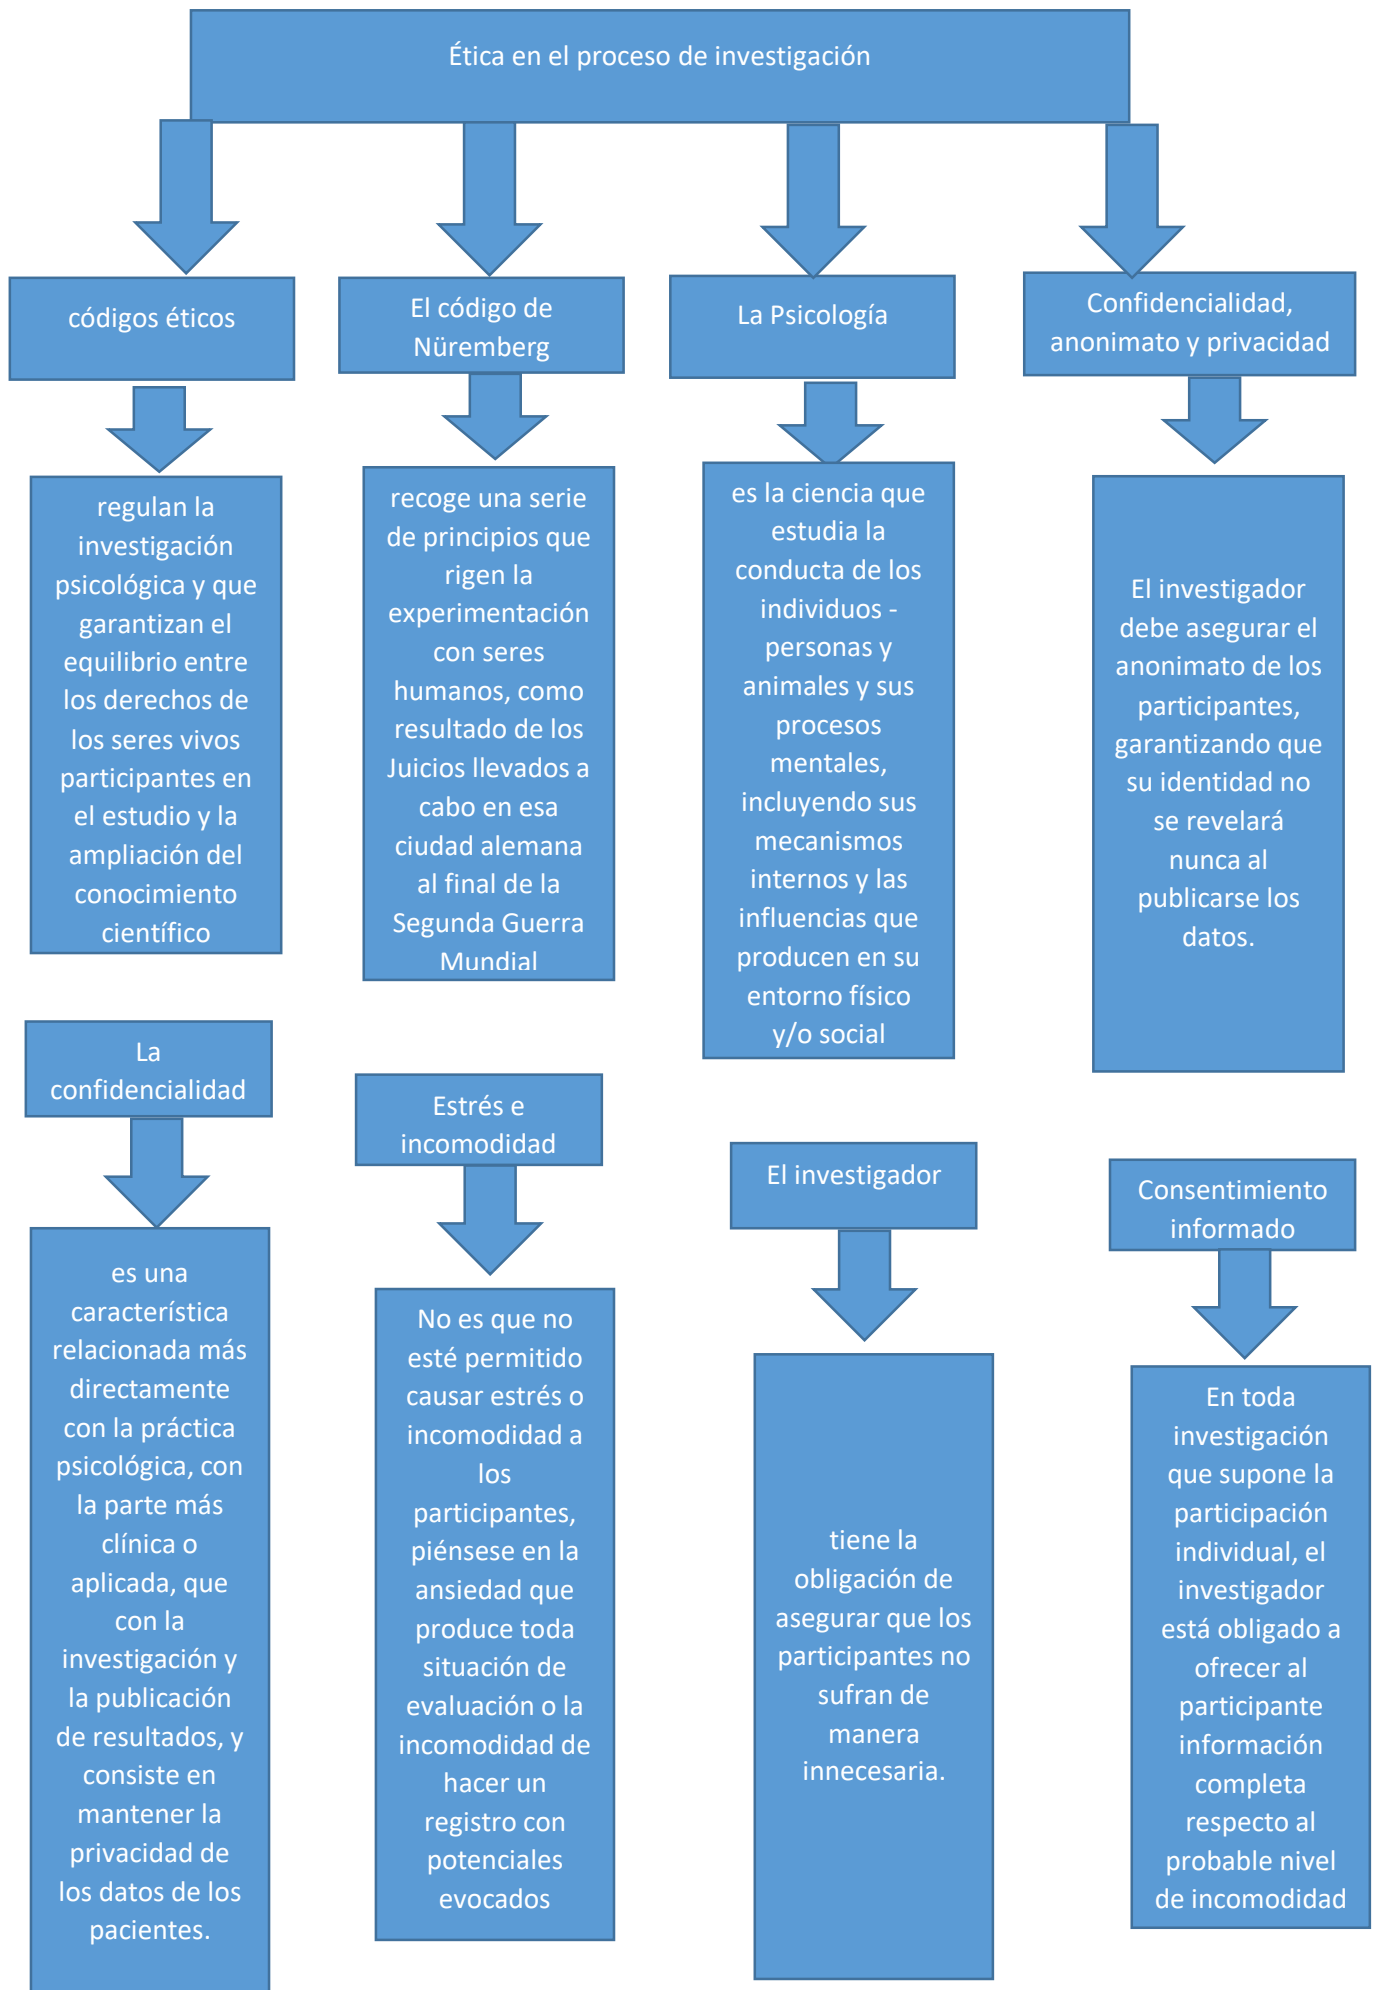 Ética en el proceso de investigación
códigos éticos
El código de
Nüremberg
La Psicología
Confidencialidad,
anonimato y privacidad
regulan la
investigación
psicológica y que
garantizan el
equilibrio entre
los derechos de
los seres vivos
participantes en
el estudio y la
ampliación del
conocimiento
científico
recoge una serie
de principios que
rigen la
experimentación
con seres
humanos, como
resultado de los
Juicios llevados a
cabo en esa
ciudad alemana
al final de la
Segunda Guerra
Mundial
es la ciencia que
estudia la
conducta de los
individuos -
personas y
animales y sus
procesos
mentales,
incluyendo sus
mecanismos
internos y las
influencias que
producen en su
entorno físico
y/o social
El investigador
debe asegurar el
anonimato de los
participantes,
garantizando que
su identidad no
se revelará
nunca al
publicarse los
datos.
La
confidencialidad
Estrés e
incomodidad
El investigador
Consentimiento
informado
es una
característica
relacionada más
directamente
con la práctica
psicológica, con
la parte más
clínica o
aplicada, que
con la
investigación y
la publicación
de resultados, y
consiste en
mantener la
privacidad de
los datos de los
pacientes.
No es que no
esté permitido
causar estrés o
incomodidad a
los
participantes,
piénsese en la
ansiedad que
produce toda
situación de
evaluación o la
incomodidad de
hacer un
registro con
potenciales
evocados
tiene la
obligación de
asegurar que los
participantes no
sufran de
manera
innecesaria.
En toda
investigación
que supone la
participación
individual, el
investigador
está obligado a
ofrecer al
participante
información
completa
respecto al
probable nivel
de incomodidad